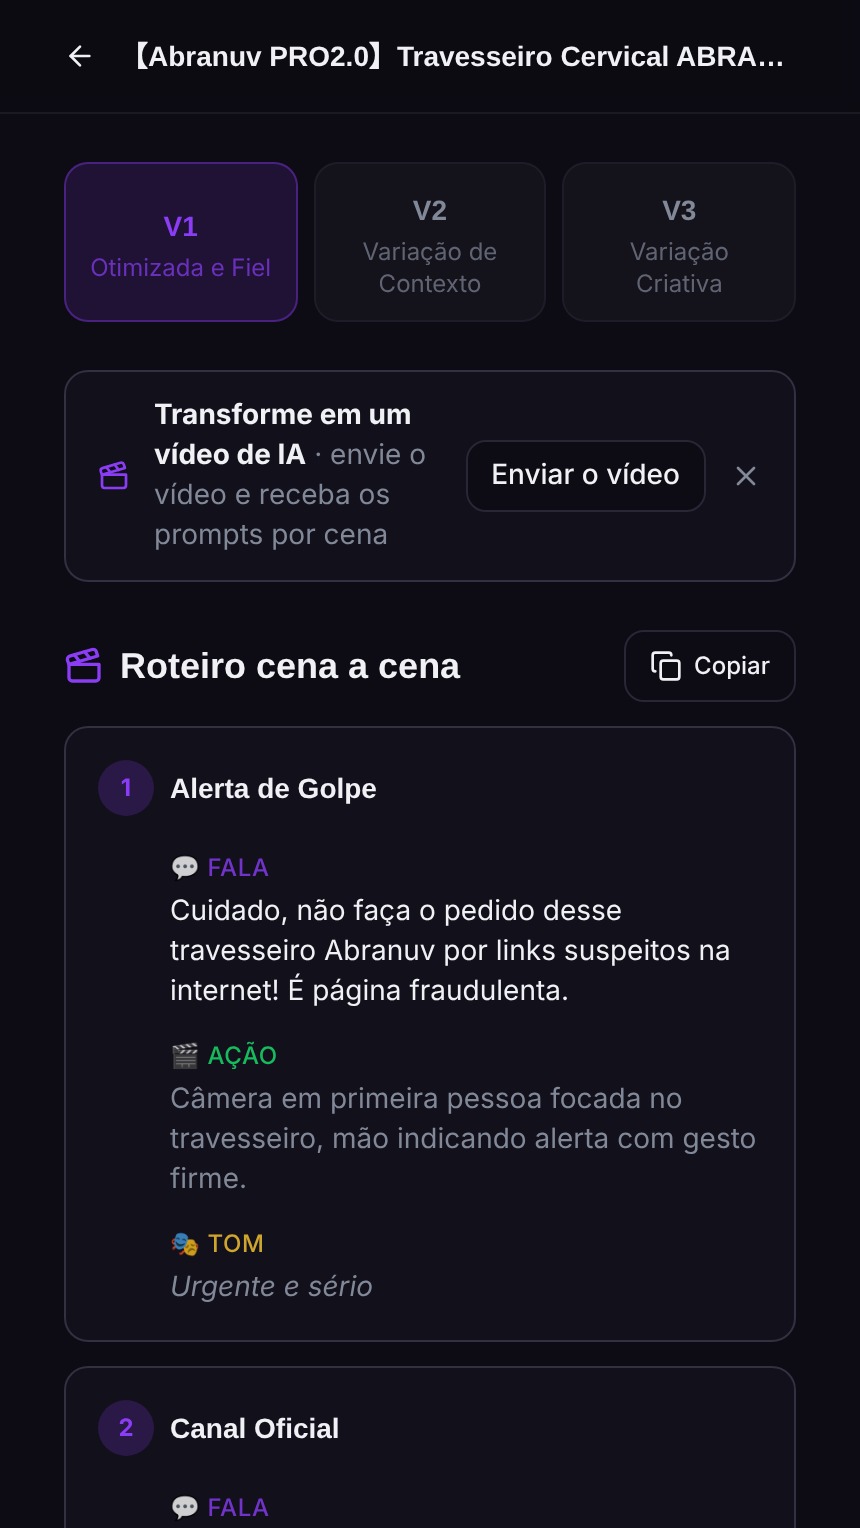 【Abranuv PRO2.0】Travesseiro Cervical ABRA...
V1
Otimizada e Fiel
V2
Variação de
Contexto
V3
Variação
Criativa
Transforme em um
vídeo de IA · envie o
vídeo e receba os
prompts por cena
Enviar o vídeo
Roteiro cena a cena
Copiar
1
Alerta de Golpe
FALA
Cuidado, não faça o pedido desse
travesseiro Abranuv por links suspeitos na
internet! É página fraudulenta.
AÇÃO
Câmera em primeira pessoa focada no
travesseiro, mão indicando alerta com gesto
firme.
TOM
Urgente e sério
2
Canal Oficial
FALA